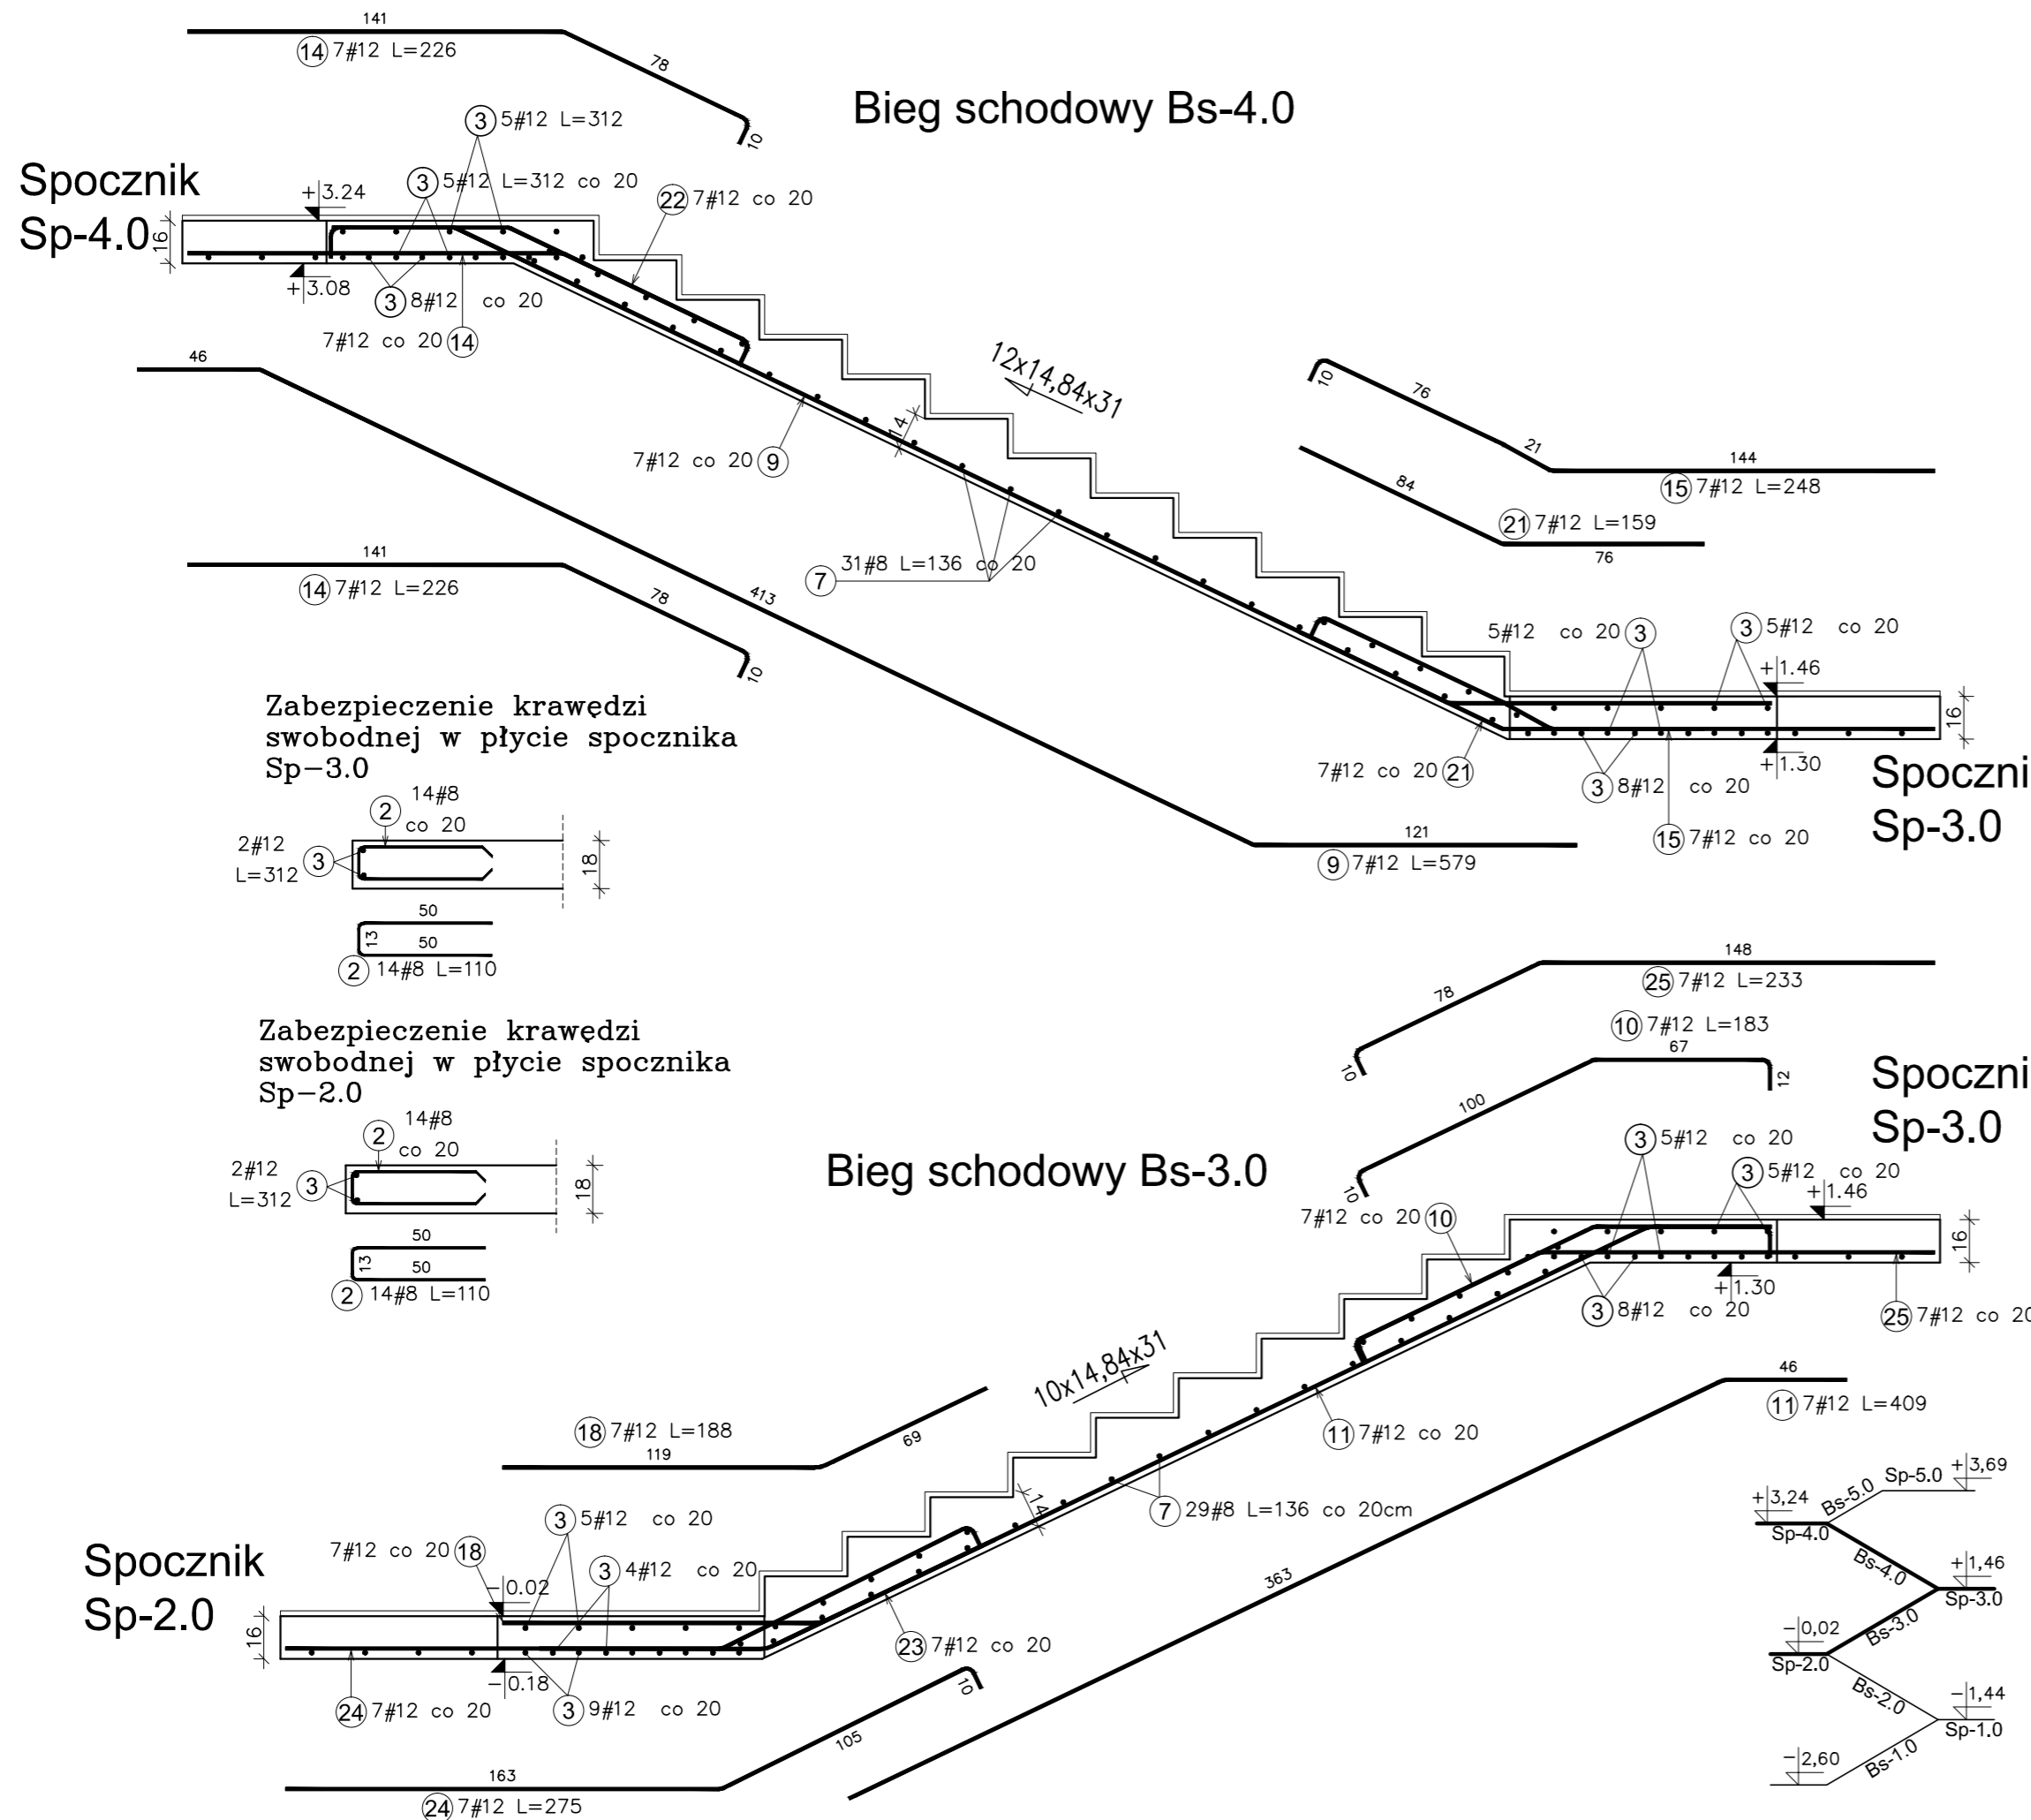 141
14 7#12 L=226
78
10
Bieg schodowy Bs-4.0
3 5#12 L=312
3 5#12 L=312 co 20
22 7#12 co 20
Spocznik
Sp-4.0
16
+3.24
+3.08
3 8#12 co 20
7#12 co 20 14
46
12x14,84x31
14
7#12 co 20 9
10
76
21
144
15 7#12 L=248
84
21 7#12 L=159
76
141
14 7#12 L=226
78
10
413
31#8 L=136 co 20
7
5#12 co 20 3
3 5#12 co 20
+1.46
16
+1.30
7#12 co 20 21
3 8#12 co 20
15 7#12 co 20
Spoczni
Sp-3.0
121
9 7#12 L=579
Zabezpieczenie krawędzi
swobodnej w płycie spocznika
Sp-3.0
14#8
2
co 20
2#12
3
L=312
18
50
13
50
2 14#8 L=110
Zabezpieczenie krawędzi
swobodnej w płycie spocznika
Sp-2.0
14#8
2
co 20
2#12
3
L=312
18
50
13
50
2 14#8 L=110
148
25 7#12 L=233
78
10
10 7#12 L=183
67
12
100
10
Spoczni
Sp-3.0
Bieg schodowy Bs-3.0
3 5#12 co 20
3 5#12 co 20
+1.46
7#12 co 20 10
16
+1.30
3 8#12 co 20
25 7#12 co 20
10x14,84x31
46
11 7#12 L=409
11 7#12 co 20
18 7#12 L=188
119
69
14
7 29#8 L=136 co 20cm
363
3 5#12 co 20
7#12 co 20 18
3 4#12 co 20
-0.02
Spocznik
Sp-2.0
16
-0.18
23 7#12 co 20
24 7#12 co 20
3 9#12 co 20
10
105
163
24 7#12 L=275
+3,24
Sp-4.0
Bs-5.0
Sp-5.0
+3,69
Bs-4.0
+1,46
Sp-3.0
Bs-3.0
-0,02
Sp-2.0
Bs-2.0
-1,44
Sp-1.0
Bs-1.0
-2,60